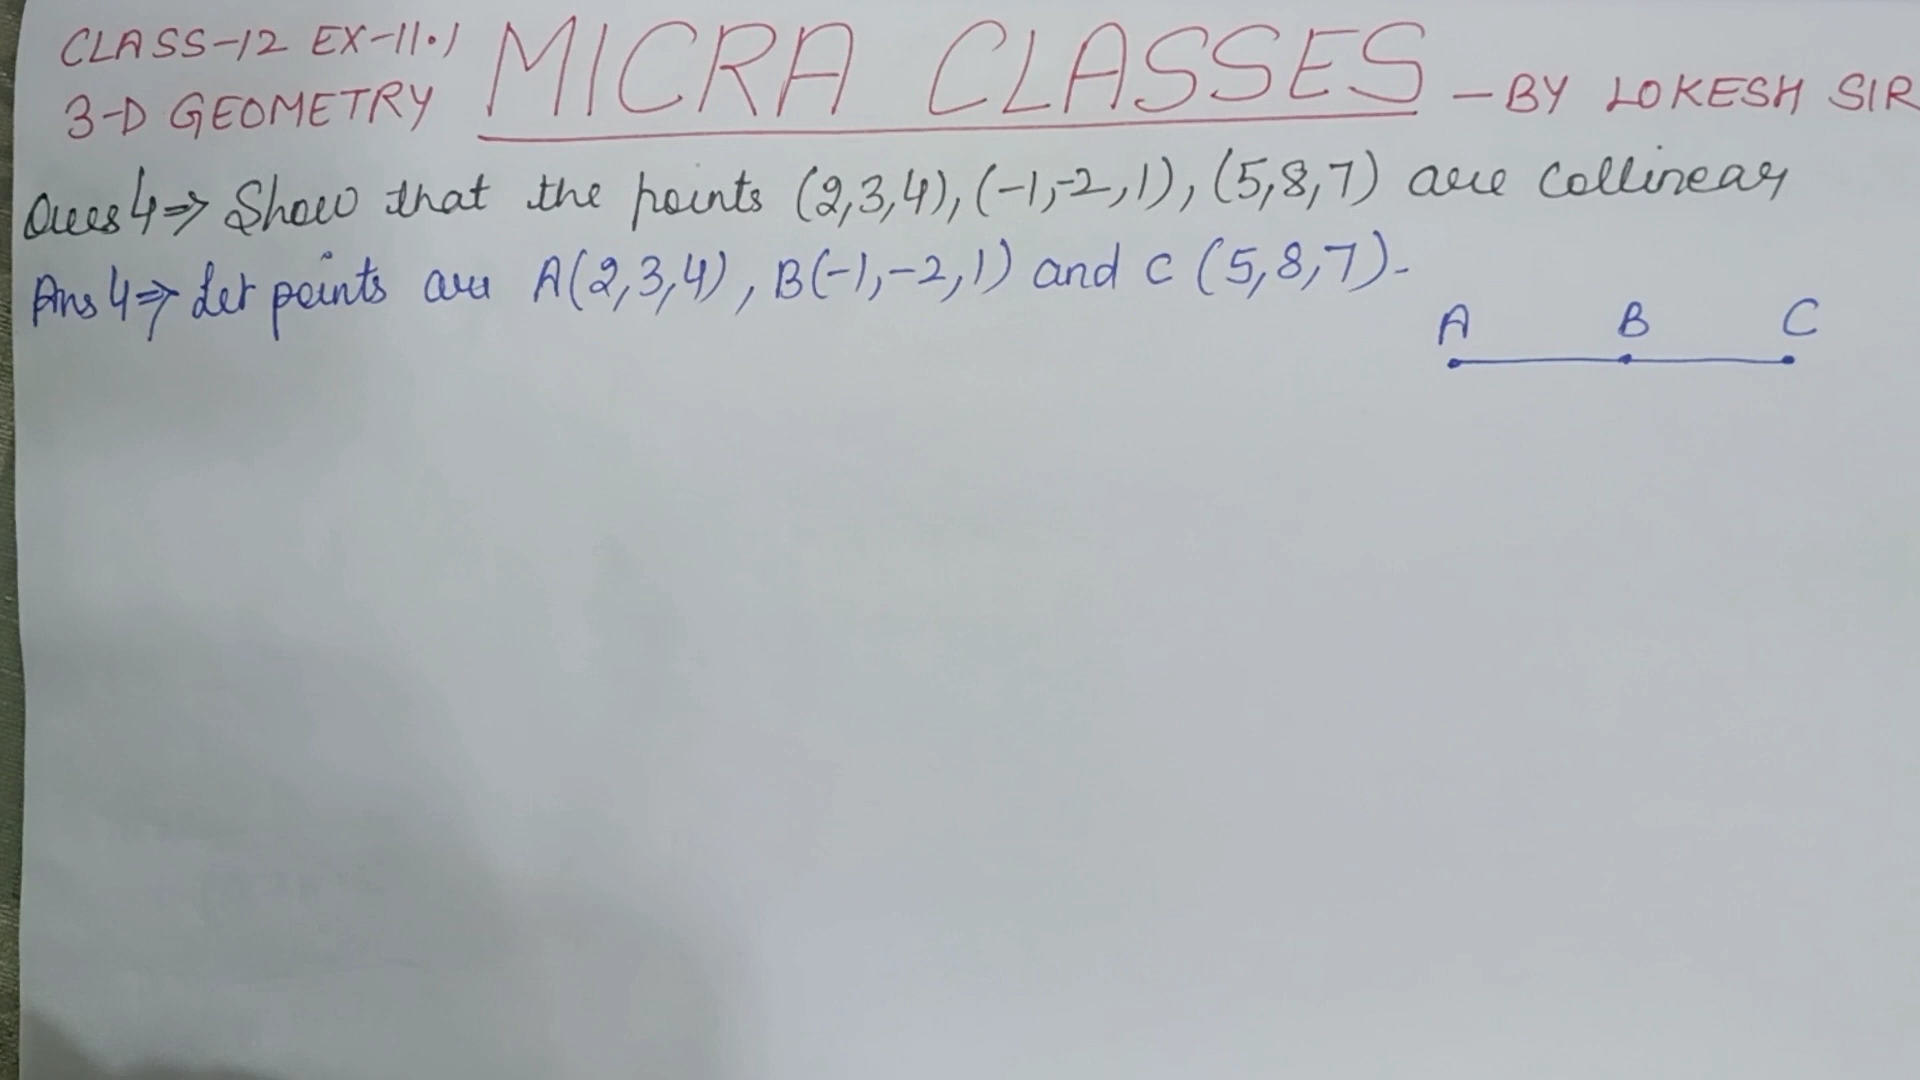 CLASS-12 EX-11.1
3-D GEOMETRY
MICRA CLASSES
- BY LOKESH SIR
Ques 4⇒ Show that the points (2,3,4), (-1,-2,1), (5,8,7) are collinear
Ans 4⇒ Let points are A(2,3,4), B(-1,-2,1) and C (5,8,7).
A B C